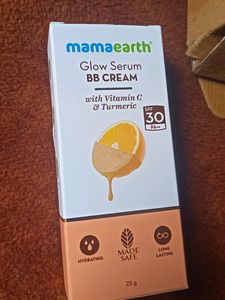 mamaearth®
Glow Serum
BB CREAM
with Vitamin C
& Turmeric
SPF
30
PA++
HYDRATING
MADE
SAFE
LONG
LASTING
25 g